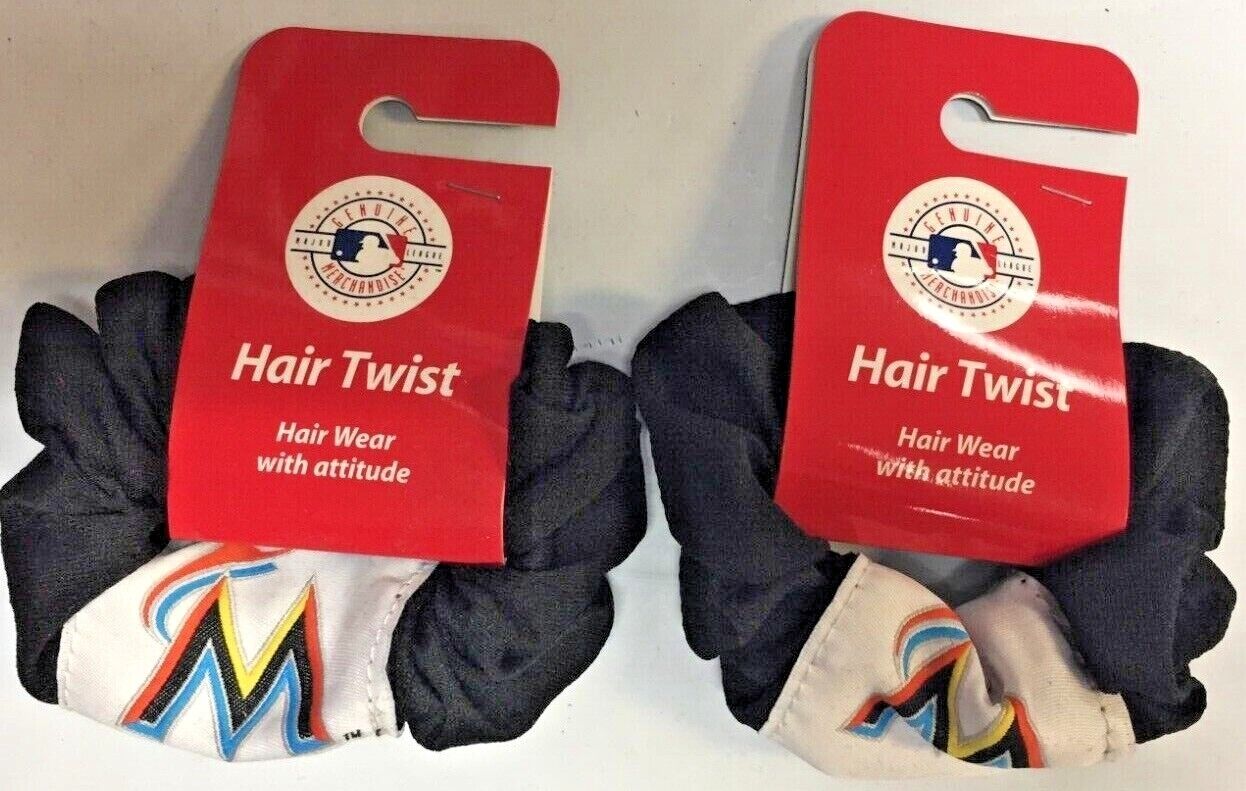 GENUINE
MAJOR LEAGUE
MERCHANDISE
Hair Twist
Hair Wear
with attitude
M
TM
GENUINE
MAJOR LEAGUE
MERCHANDISE
Hair Twist
Hair Wear
with attitude
M